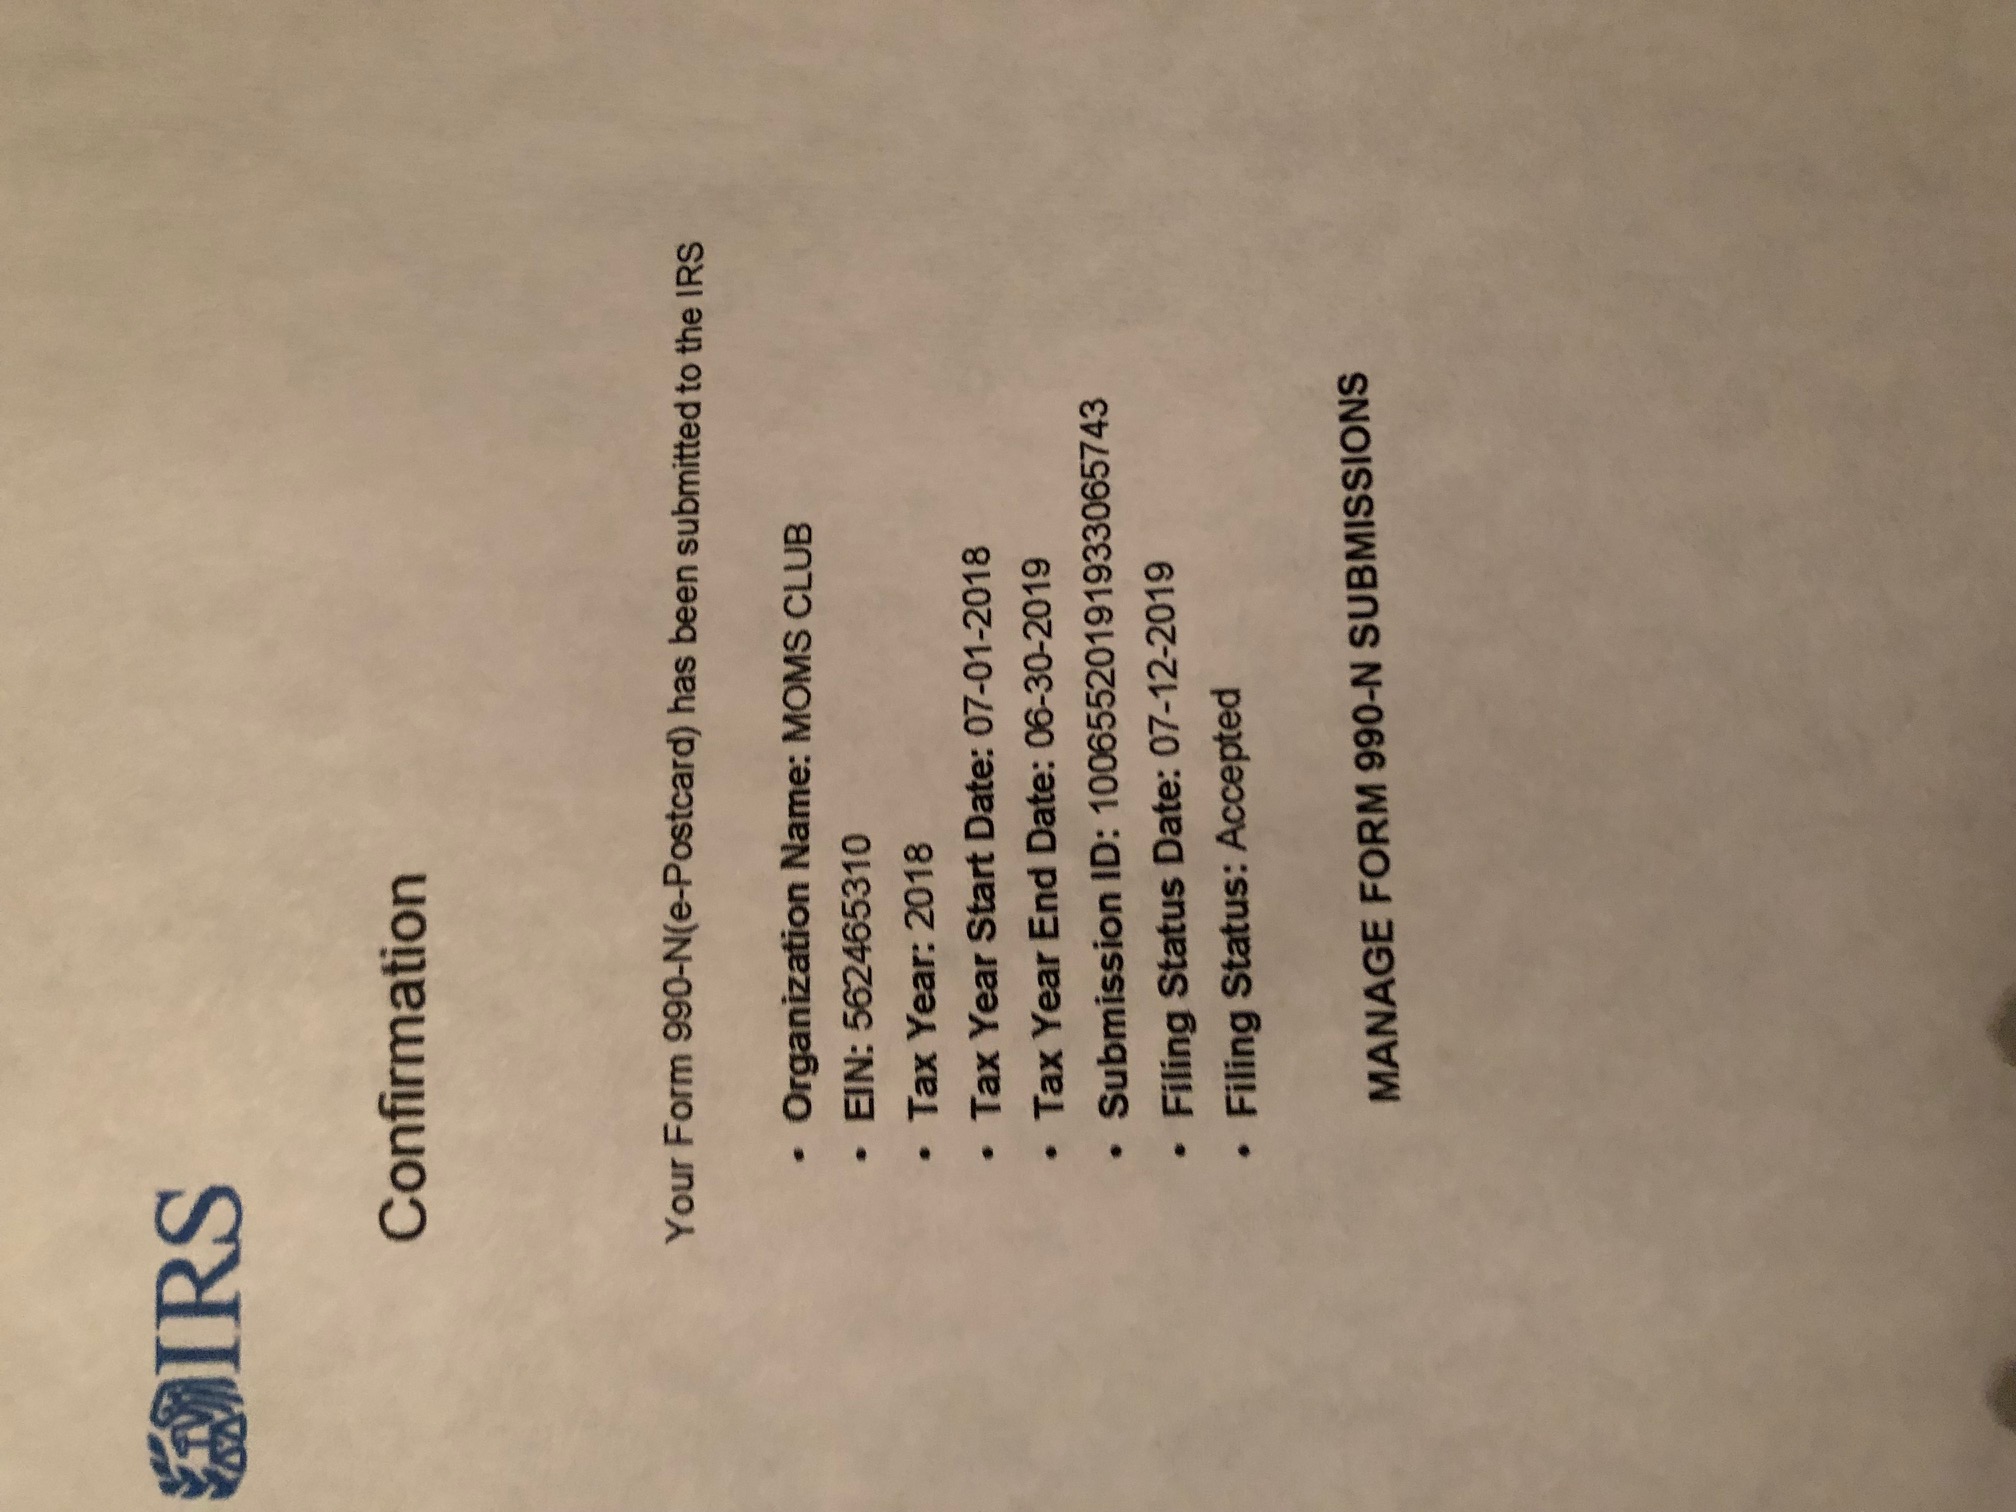 IRS
Confirmation
Your Form 990-N(e-Postcard) has been submitted to the IRS
• Organization Name: MOMS CLUB
• EIN: 562465310
• Tax Year: 2018
• Tax Year Start Date: 07-01-2018
• Tax Year End Date: 06-30-2019
• Submission ID: 10065520191933065743
• Filing Status Date: 07-12-2019
• Filing Status: Accepted
MANAGE FORM 990-N SUBMISSIONS